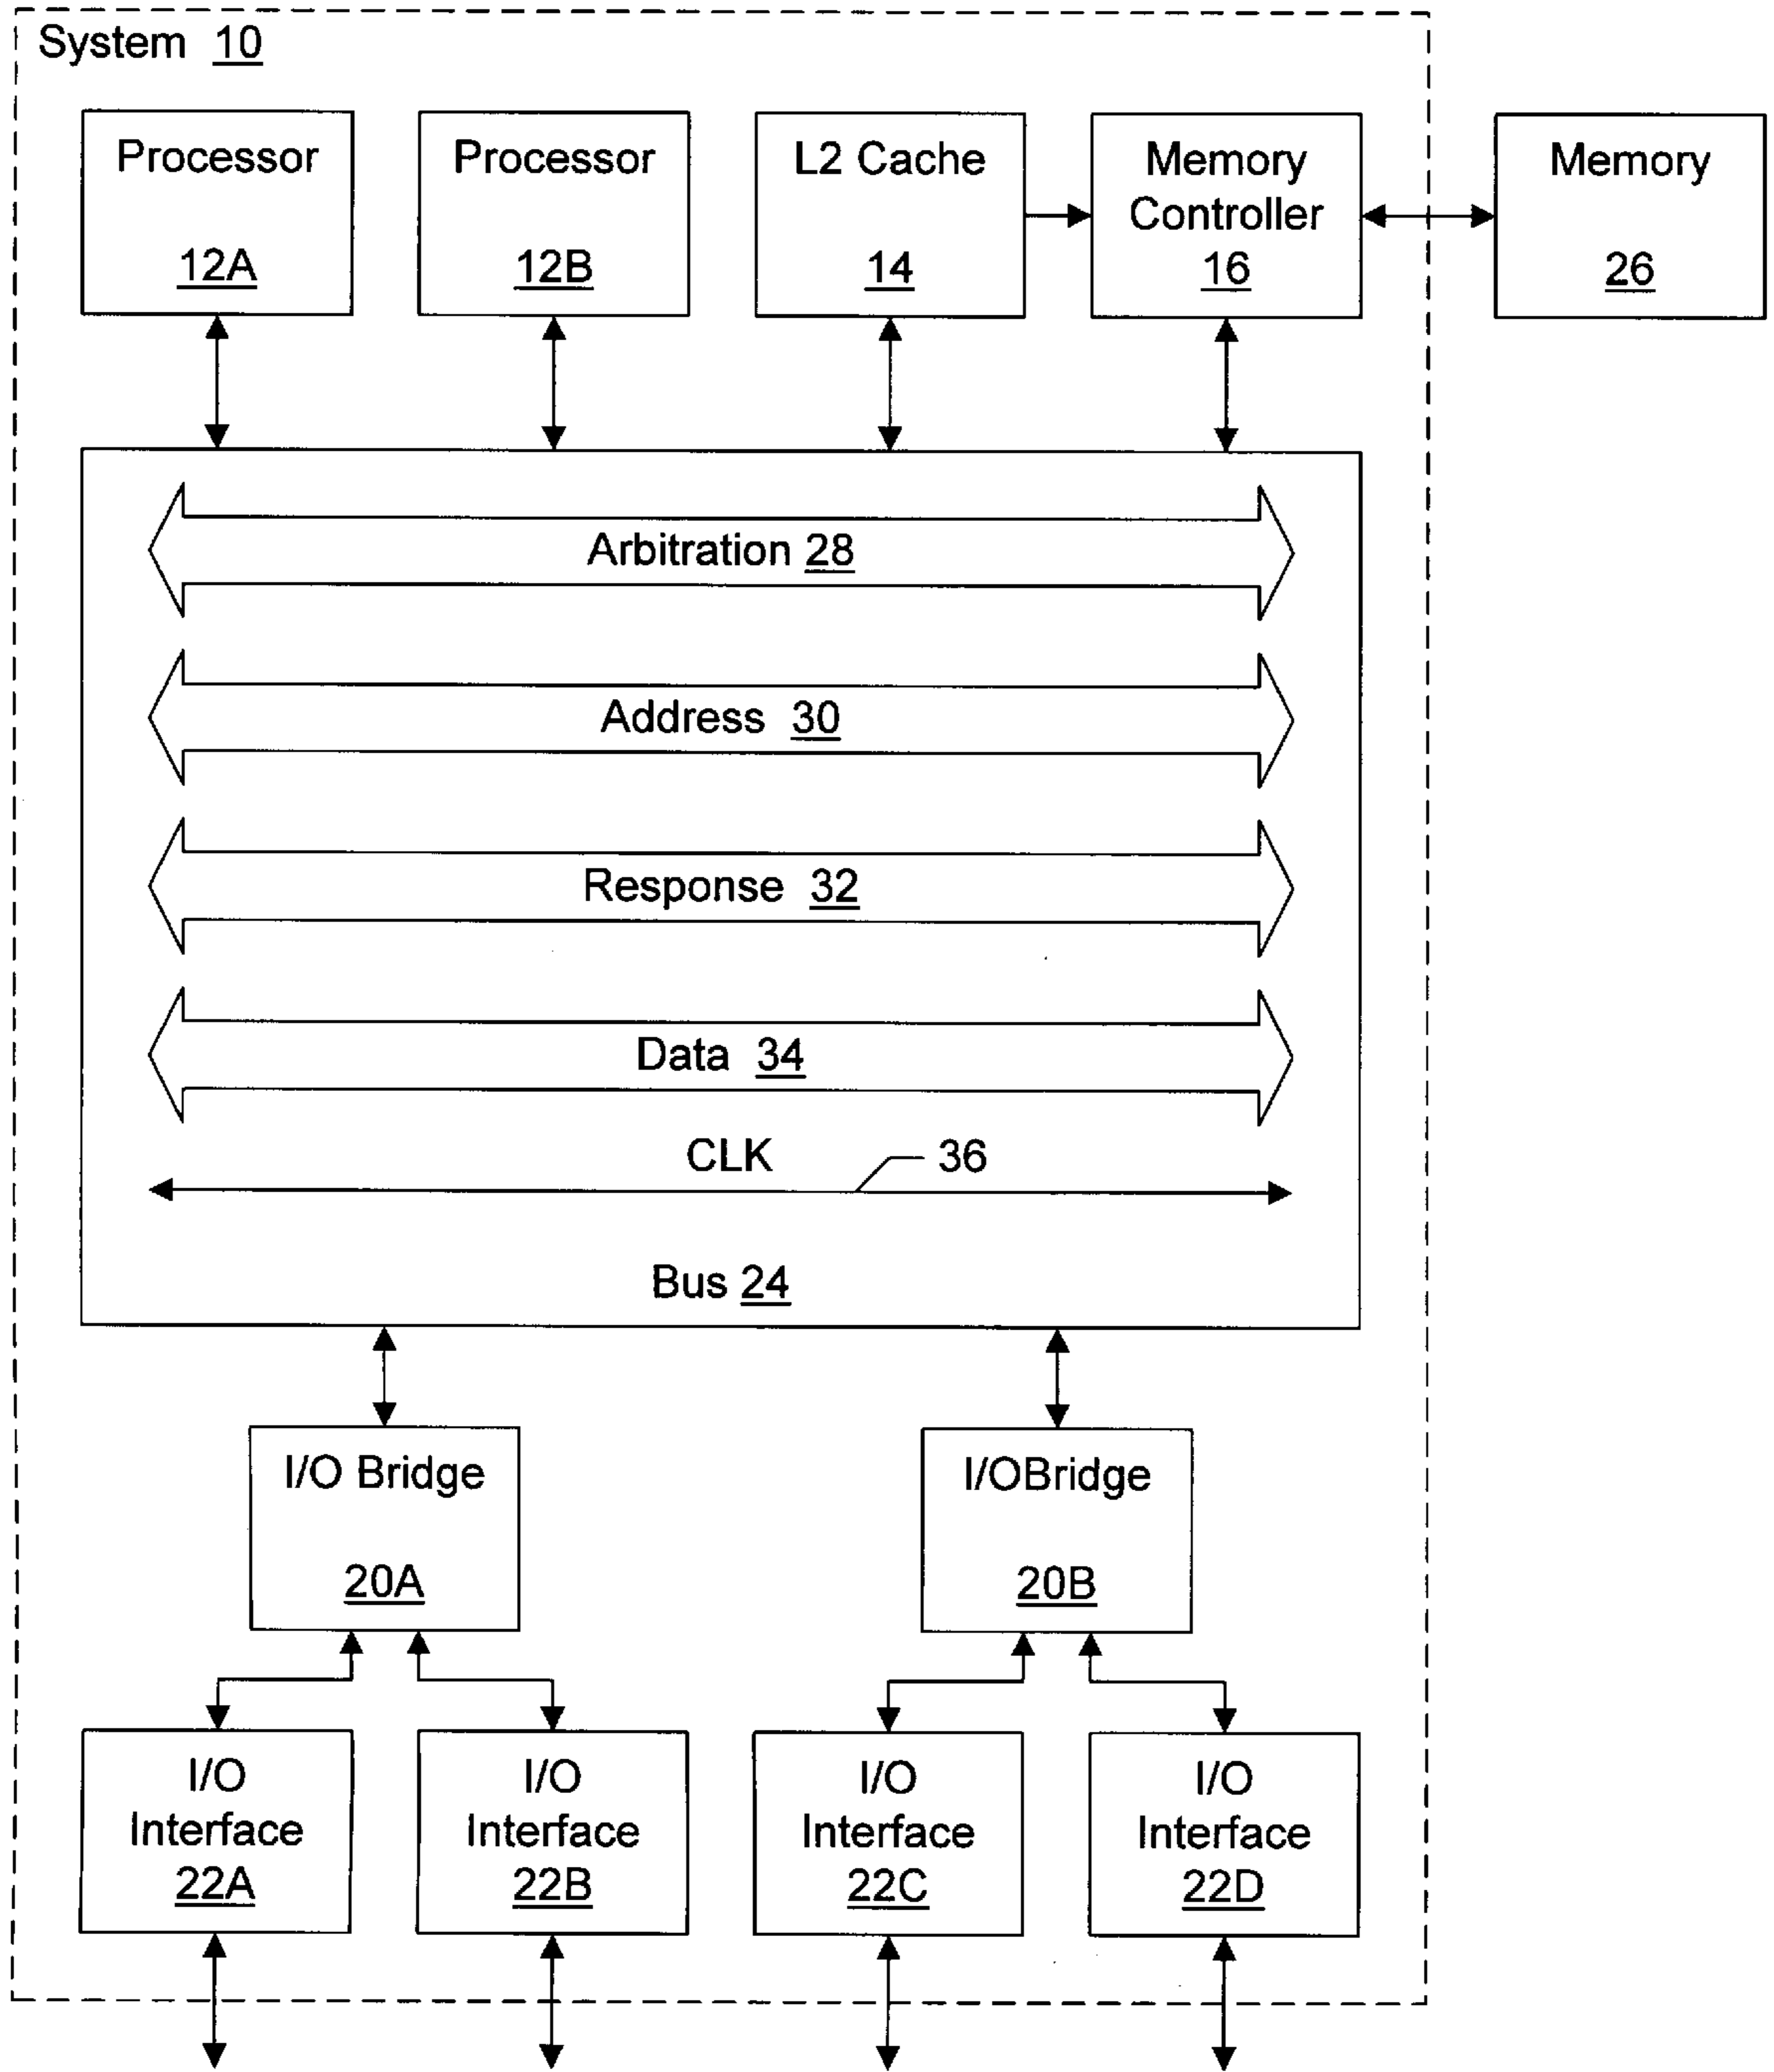 System 10
Processor
12A
Processor
12B
L2 Cache
14
Memory
Controller
16
Memory
26
Arbitration 28
Address 30
Response 32
Data 34
CLK
36
Bus 24
I/O Bridge
20A
I/OBridge
20B
I/O
Interface
22A
I/O
Interface
22B
I/O
Interface
22C
I/O
Interface
22D